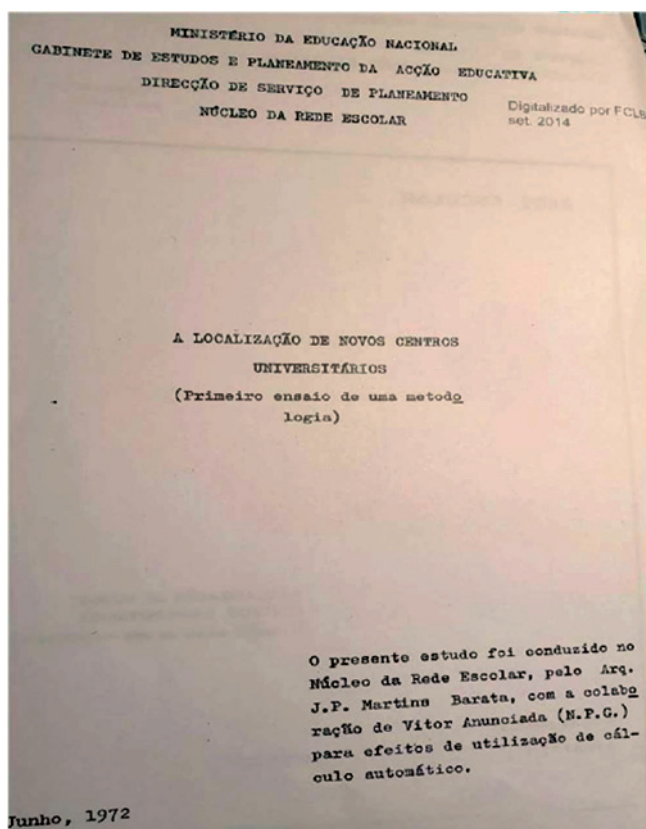 MINISTÉRIO DA EDUCAÇÃO NACIONAL
GABINETE DE ESTUDOS E PLANEAMENTO DA ACÇÃO EDUCATIVA
DIRECÇÃO DE SERVIÇO DE PLANEAMENTO
NÚCLEO DA REDE ESCOLAR
Digitalizado por FCLB
set. 2014
A LOCALIZAÇÃO DE NOVOS CENTROS
UNIVERSITÁRIOS
(Primeiro ensaio de uma metodo
logia)
O presente estudo foi conduzido no
Núcleo da Rede Escolar, pelo Arq.
J.P. Martins Barata, com a colabo
ração de Vitor Anunciada (N.P.G.)
para efeitos de utilização de cál-
culo automático.
Junho, 1972